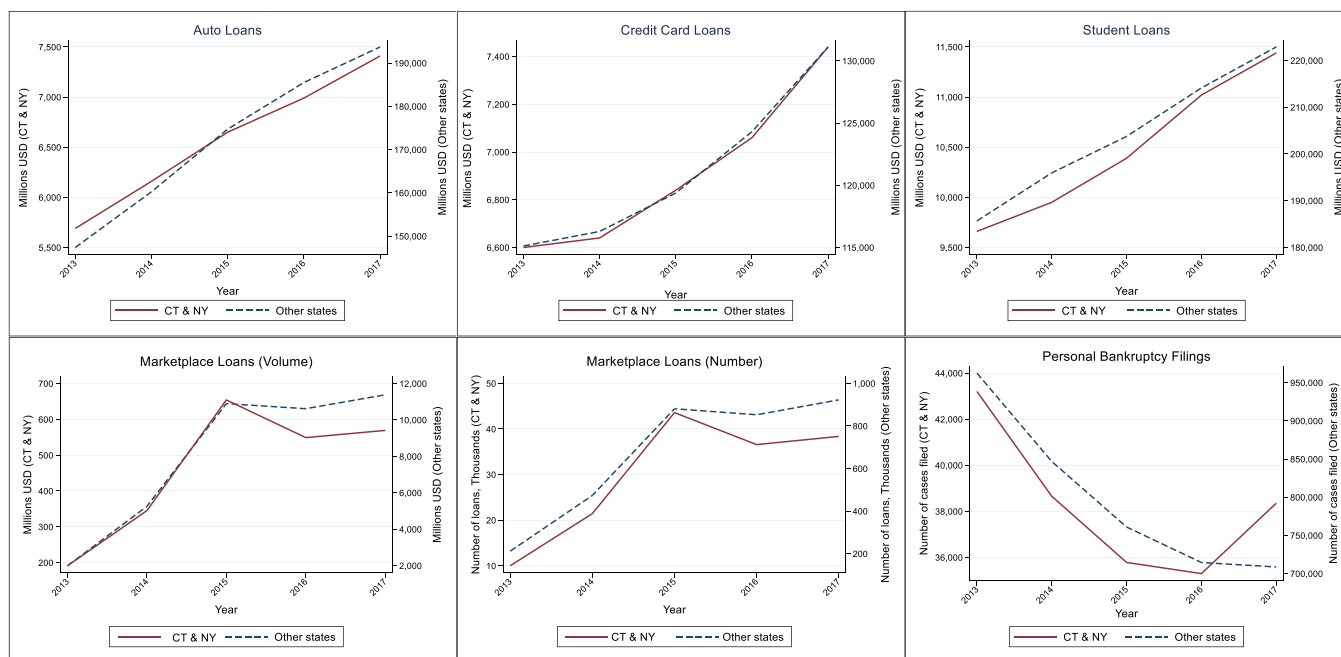 Auto Loans
Millions USD (CT & NY)
7,500
7,000
6,500
6,000
5,500
190,000
180,000
170,000
160,000
150,000
Millions USD (Other states)
2013
2014
2015
2016
2017
Year
CT & NY
Other states
Credit Card Loans
Millions USD (CT & NY)
7,400
7,200
7,000
6,800
6,600
130,000
125,000
120,000
115,000
Millions USD (Other states)
2013
2014
2015
2016
2017
Year
CT & NY
Other states
Student Loans
Millions USD (CT & NY)
11,500
11,000
10,500
10,000
9,500
220,000
210,000
200,000
190,000
180,000
Millions USD (Other states)
2013
2014
2015
2016
2017
Year
CT & NY
Other states
Marketplace Loans (Volume)
Millions USD (CT & NY)
700
600
500
400
300
200
12,000
10,000
8,000
6,000
4,000
2,000
Millions USD (Other states)
2013
2014
2015
2016
2017
Year
CT & NY
Other states
Marketplace Loans (Number)
Number of loans, Thousands (CT & NY)
50
40
30
20
10
1,000
800
600
400
200
Number of loans, Thousands (Other states)
2013
2014
2015
2016
2017
Year
CT & NY
Other states
Personal Bankruptcy Filings
Number of cases filed (CT & NY)
44,000
42,000
40,000
38,000
36,000
950,000
900,000
850,000
800,000
750,000
700,000
Number of cases filed (Other states)
2013
2014
2015
2016
2017
Year
CT & NY
Other states